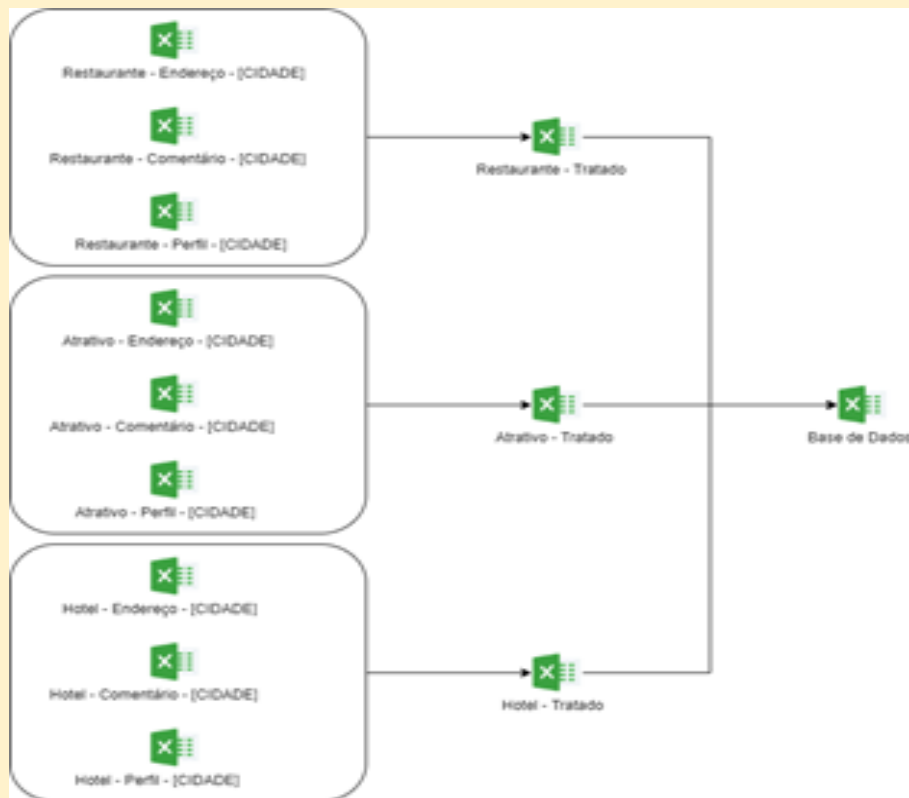 Restaurante - Endereço - [CIDADE]
Restaurante - Comentário - [CIDADE]
Restaurante - Perfil - [CIDADE]
Restaurante - Tratado
Atrativo - Endereço - [CIDADE]
Atrativo - Comentário - [CIDADE]
Atrativo - Perfil - [CIDADE]
Atrativo - Tratado
Base de Dados
Hotel - Endereço - [CIDADE]
Hotel - Comentário - [CIDADE]
Hotel - Perfil - [CIDADE]
Hotel - Tratado